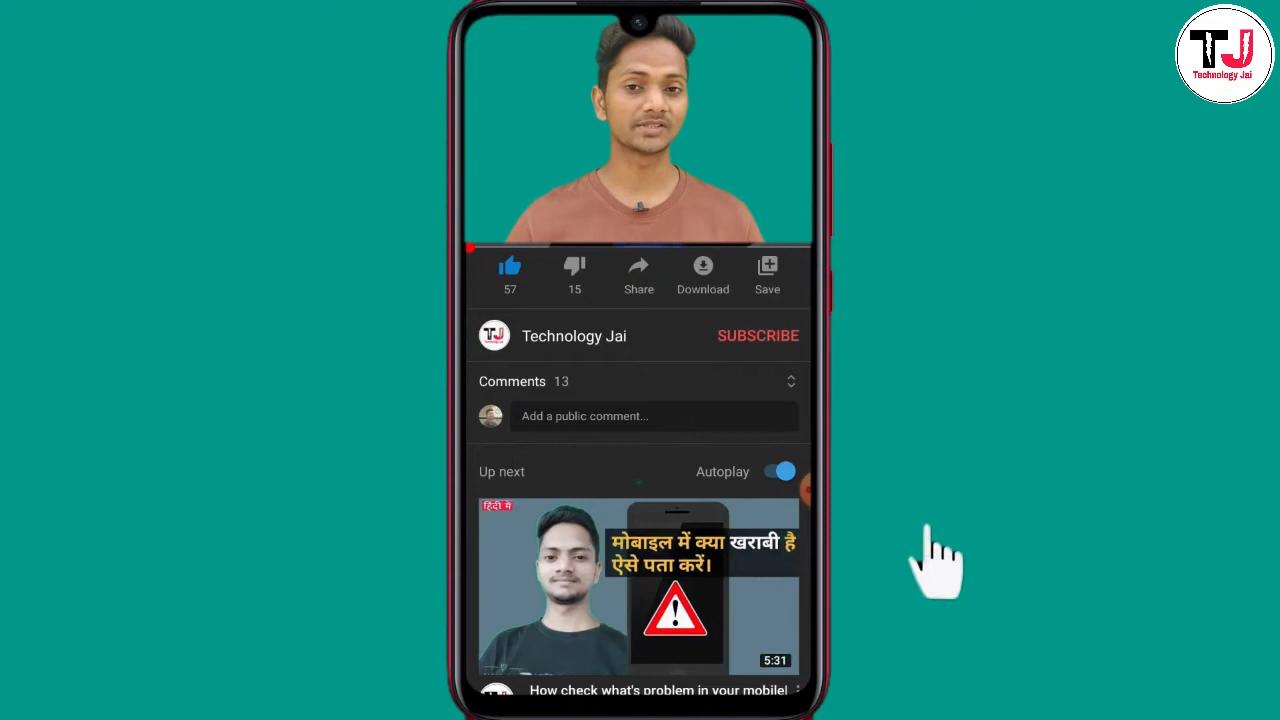 TJ
Technology Jai
57
15
Share
Download
Save
TJ
Technology Jai
SUBSCRIBE
Comments 13
Add a public comment...
Up next
Autoplay
हिंदी में
मोबाइल में क्या खराबी है
ऐसे पता करें।
5:31
How check what's problem in your mobile|